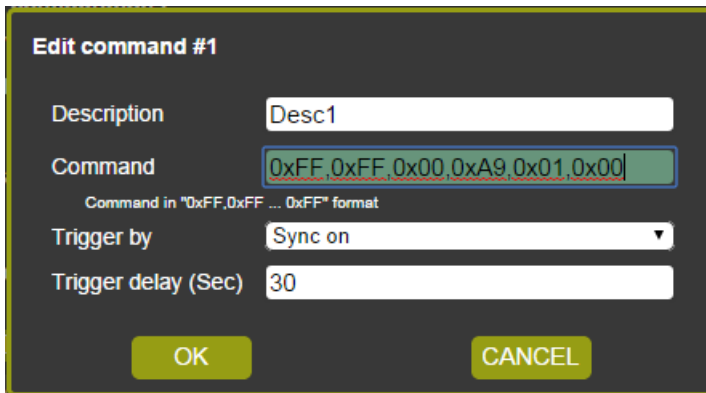 Edit command #1
Description Desc1
Command 0xFF,0xFF,0x00,0xA9,0x01,0x00
Command in "0xFF,0xFF ... 0xFF" format
Trigger by Sync on
Trigger delay (Sec) 30
OK CANCEL